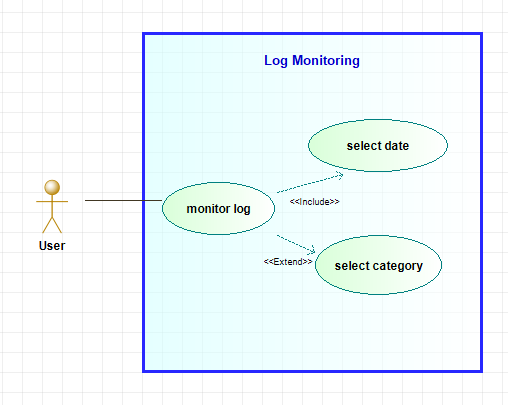 Log Monitoring
select date
<<Include>>
monitor log
User
<<Extend>>
select category